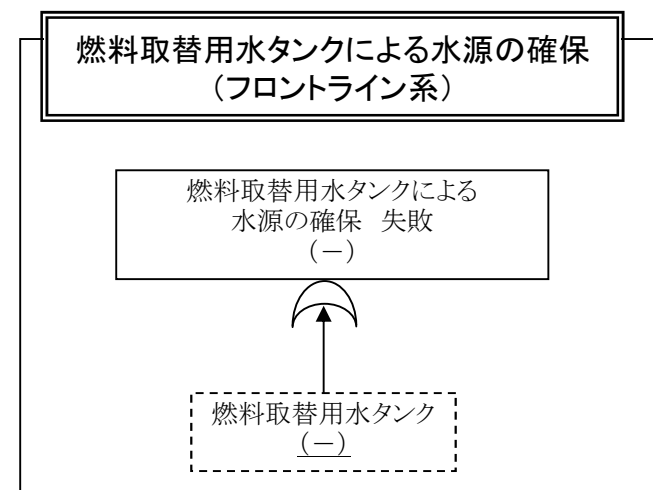 燃料取替用水タンクによる水源の確保
（フロントライン系）
燃料取替用水タンクによる
水源の確保　失敗
（－）
燃料取替用水タンク
（－）